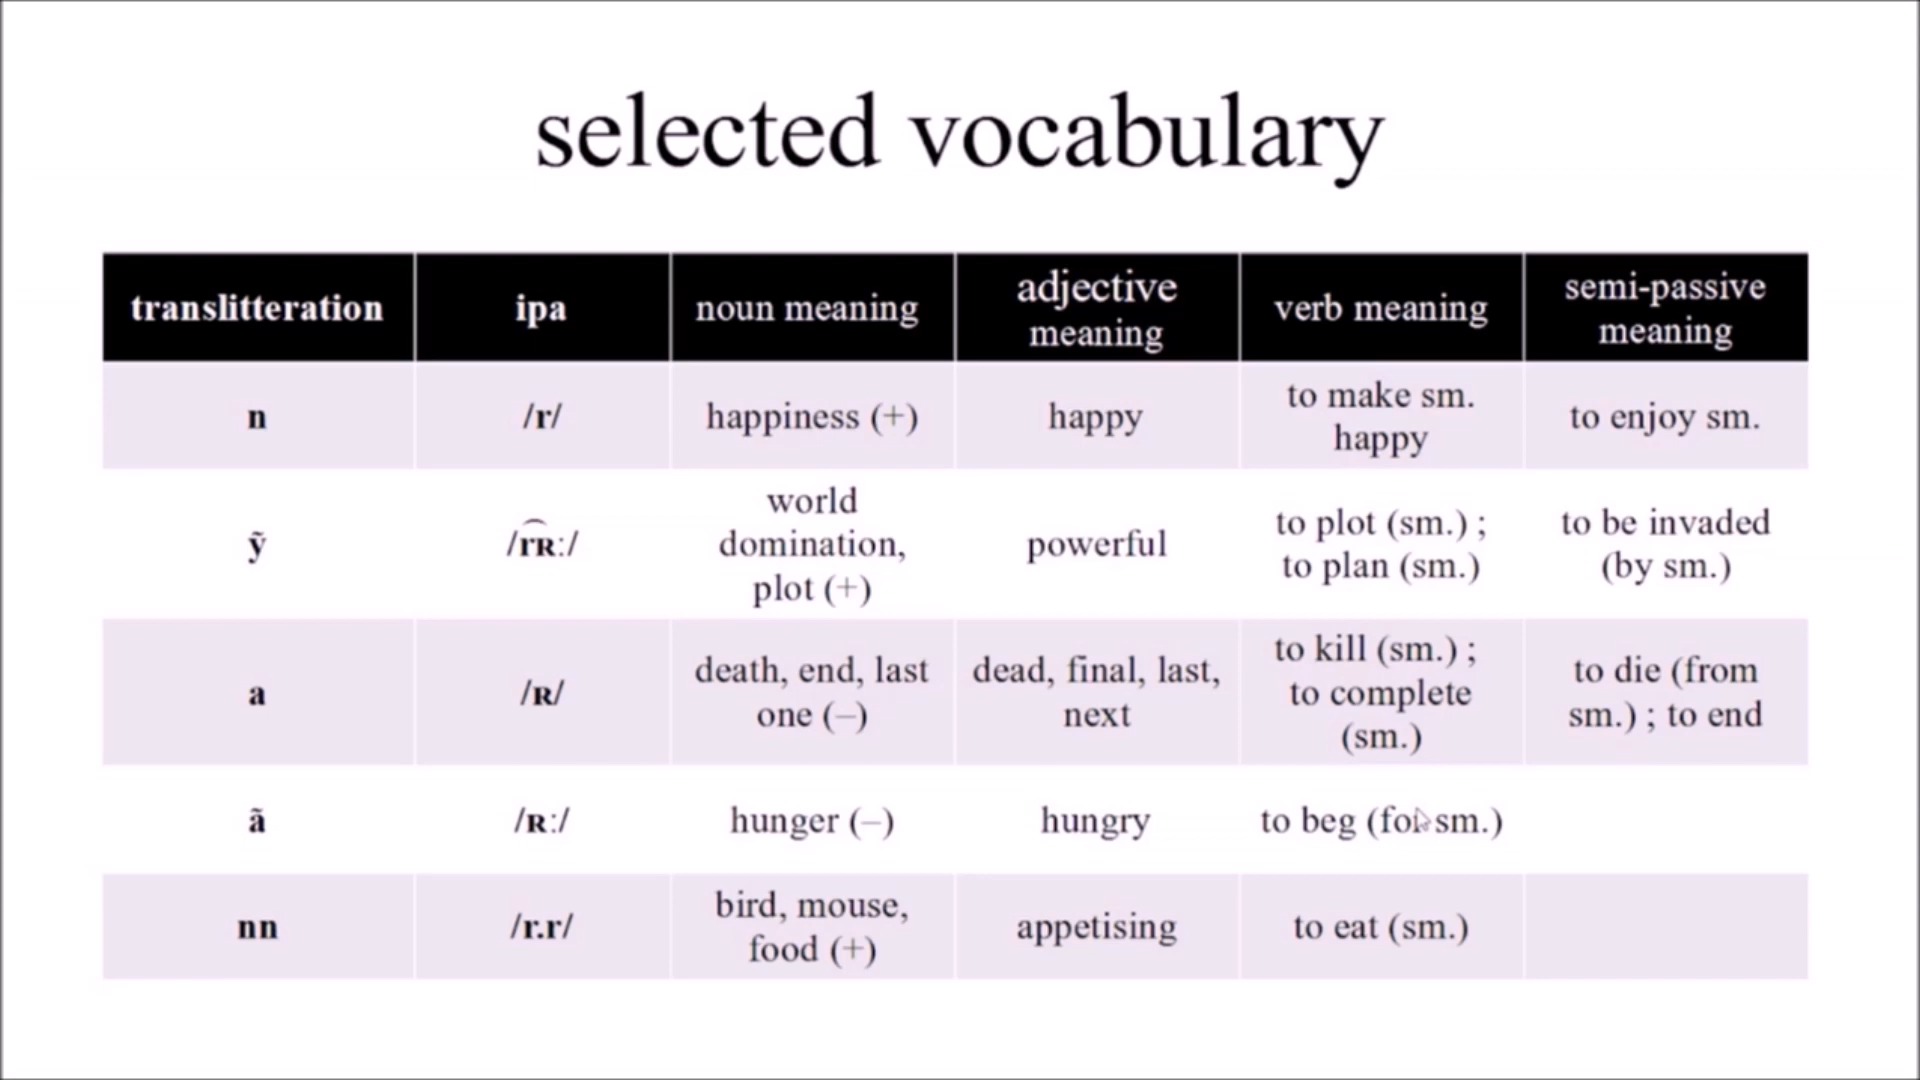 selected vocabulary
translitteration ipa noun meaning adjective meaning verb meaning semi-passive meaning
n /r/ happiness (+) happy to make sm. happy to enjoy sm.
ỹ /r͡ʀː/ world domination, plot (+) powerful to plot (sm.) ; to plan (sm.) to be invaded (by sm.)
a /ʀ/ death, end, last one (–) dead, final, last, next to kill (sm.) ; to complete (sm.) to die (from sm.) ; to end
ã /ʀː/ hunger (–) hungry to beg (for sm.)
nn /r.r/ bird, mouse, food (+) appetising to eat (sm.)